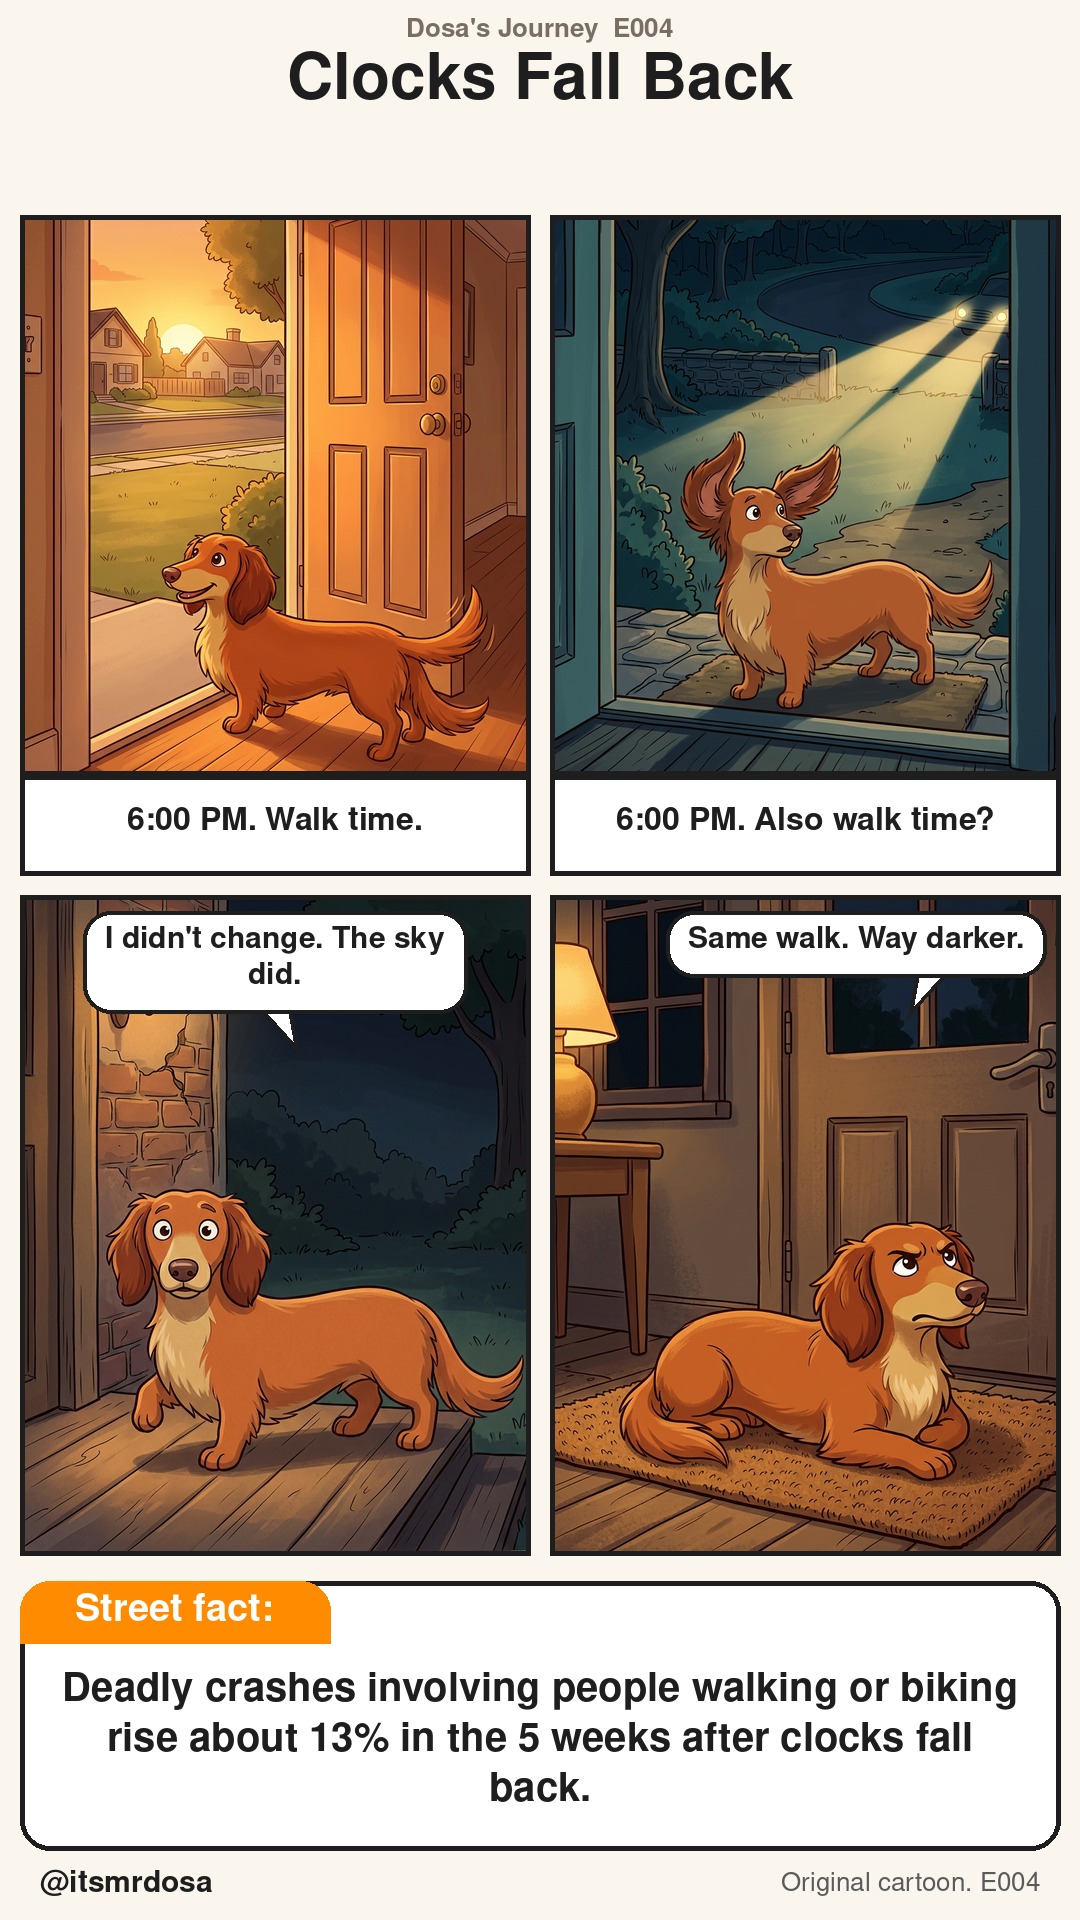 Dosa's Journey E004
Clocks Fall Back
6:00 PM. Walk time.
6:00 PM. Also walk time?
I didn't change. The sky
did.
Same walk. Way darker.
Street fact:
Deadly crashes involving people walking or biking
rise about 13% in the 5 weeks after clocks fall
back.
@itsmrdosa
Original cartoon. E004